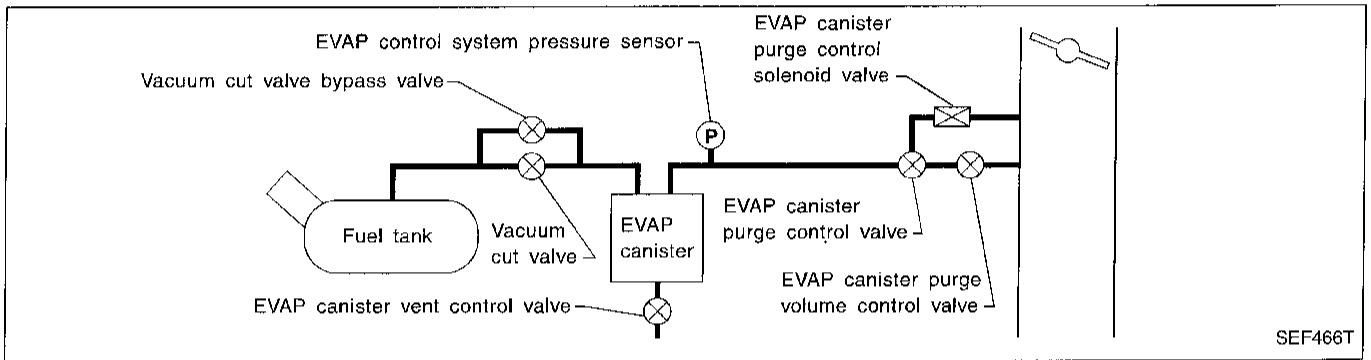 EVAP control system pressure sensor
Vacuum cut valve bypass valve
EVAP canister
purge control
solenoid valve
P
Fuel tank
Vacuum
cut valve
EVAP
canister
EVAP canister
purge control valve
EVAP canister purge
volume control valve
EVAP canister vent control valve
SEF466T